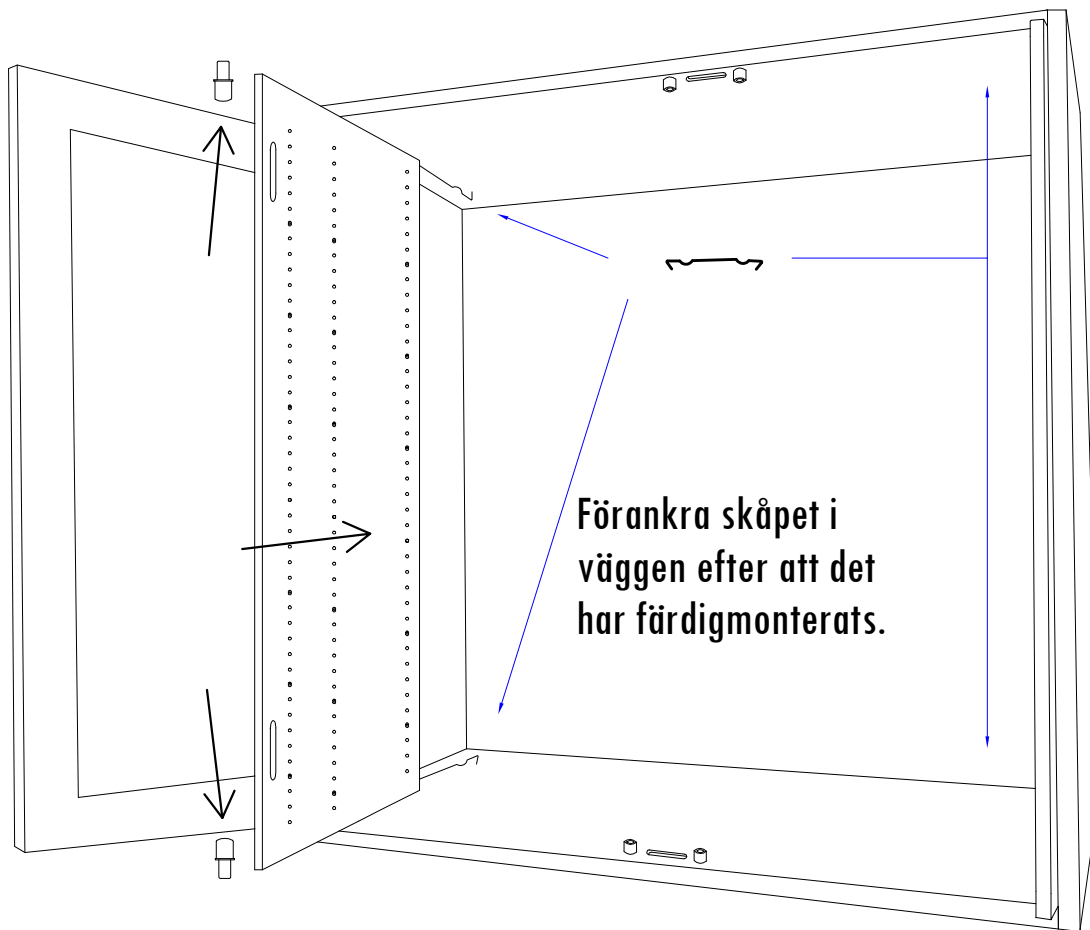 Förankra skåpet i
väggen efter att det
har färdigmonterats.